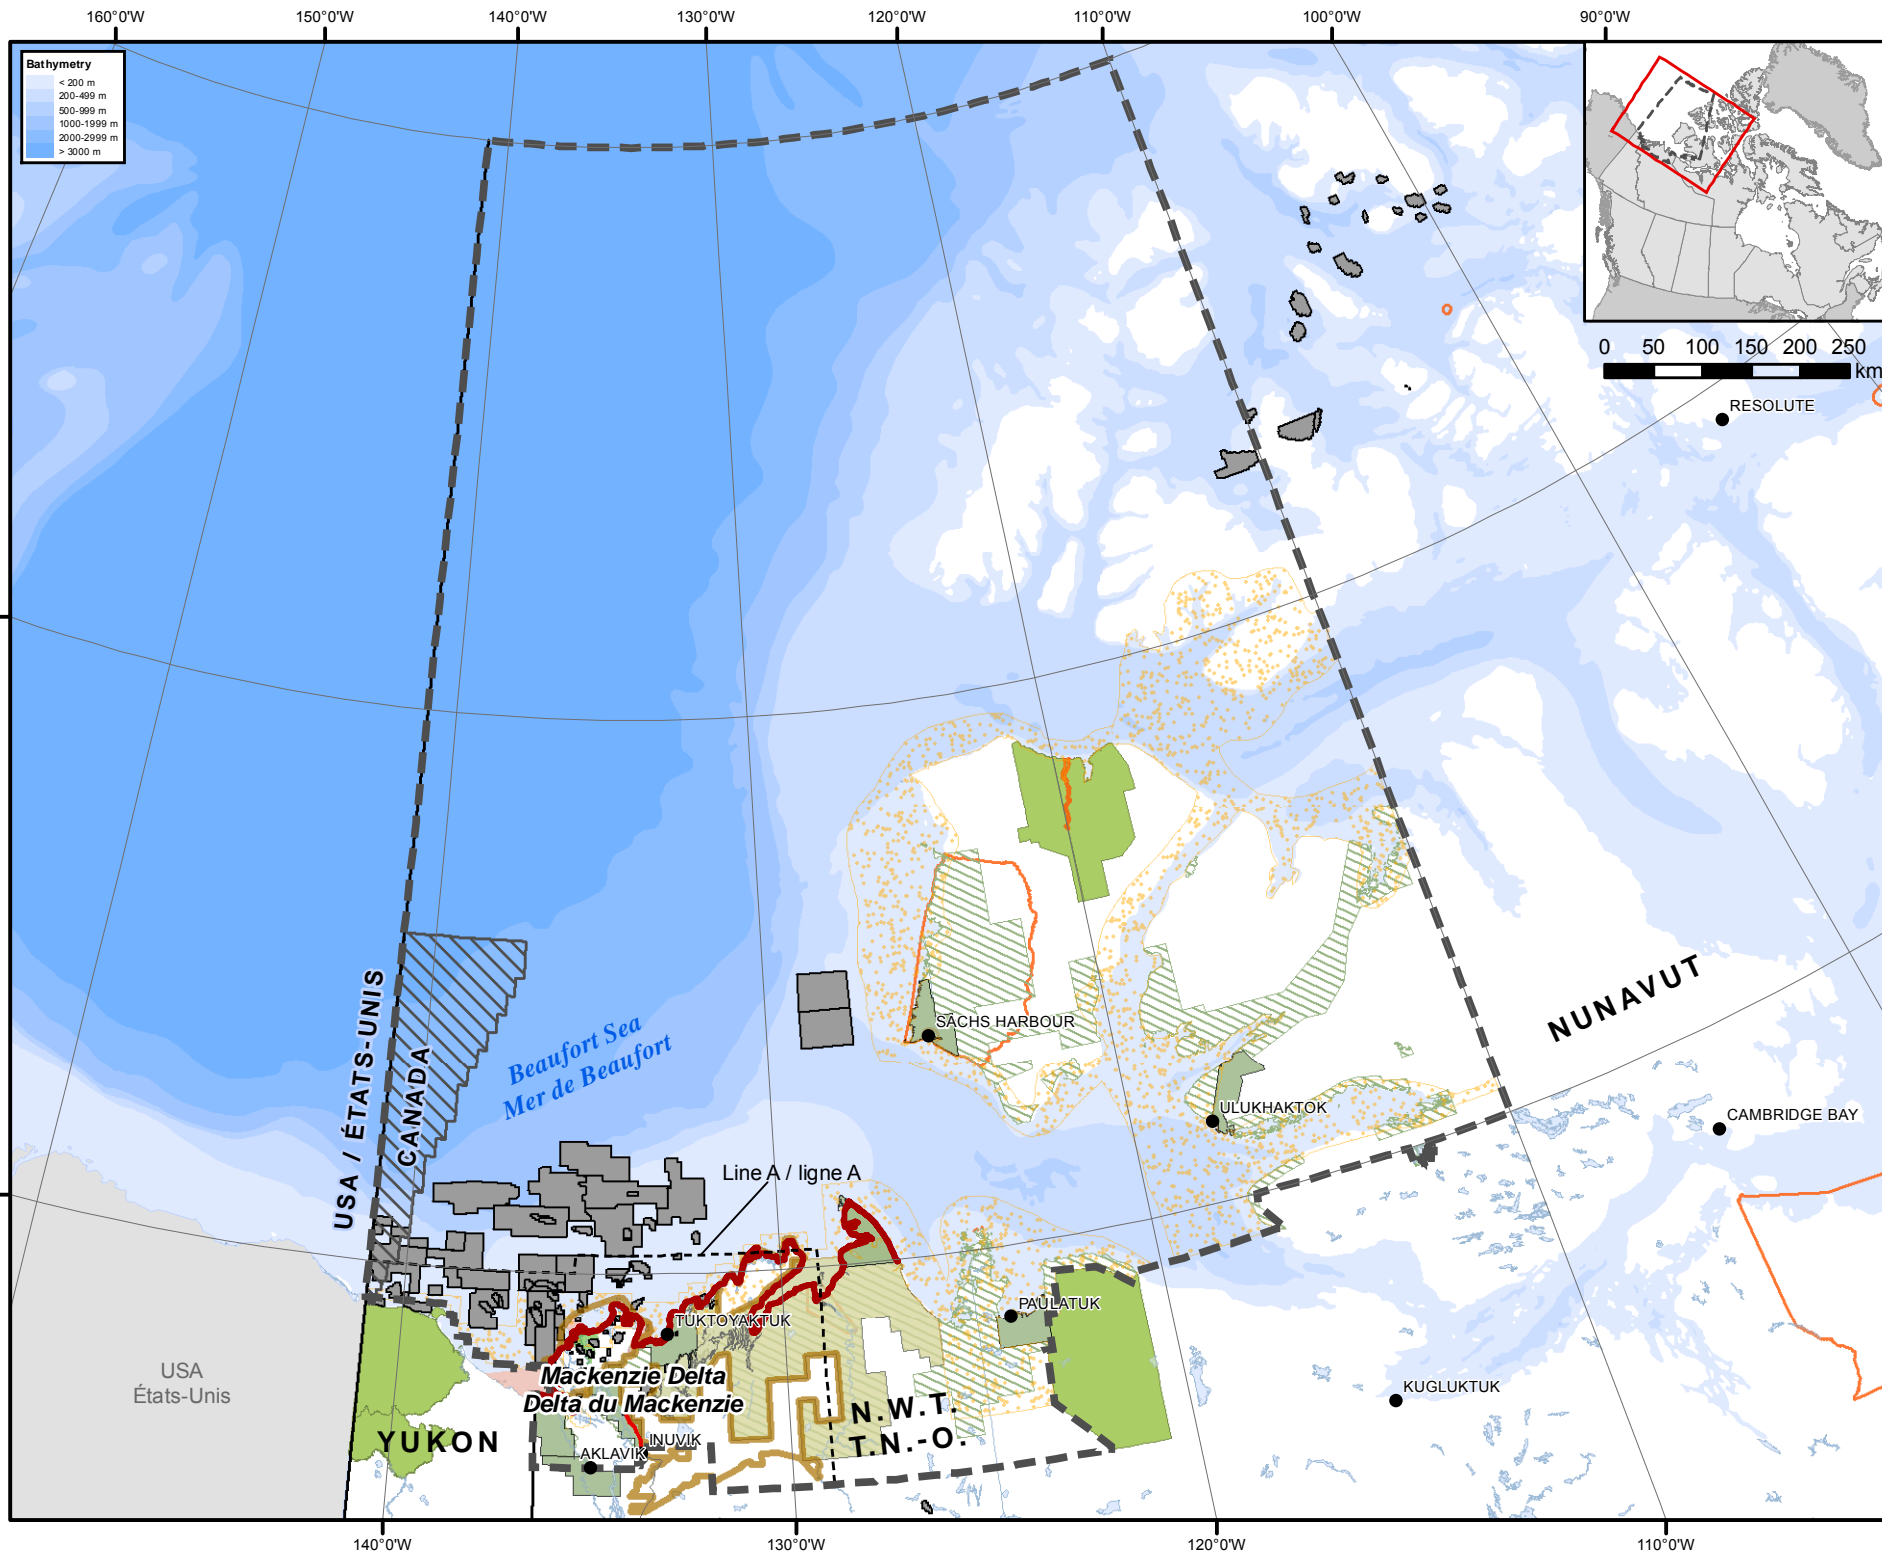 160°0'W 150°0'W 140°0'W 130°0'W 120°0'W 110°0'W 100°0'W 90°0'W
Bathymetry
< 200 m
200-499 m
500-999 m
1000-1999 m
2000-2999 m
> 3000 m
0 50 100 150 200 250
km
RESOLUTE
NUNAVUT
USA / ÉTATS-UNIS
CANADA
Beaufort Sea
Mer de Beaufort
SACHS HARBOUR
ULUKHAKTOK
CAMBRIDGE BAY
Line A / ligne A
PAULATUK
TUKTOYAKTUK
USA
États-Unis
Mackenzie Delta
Delta du Mackenzie
KUGLUKTUK
N.W.T.
T.N.-O.
YUKON
INUVIK
AKLAVIK
140°0'W 130°0'W 120°0'W 110°0'W